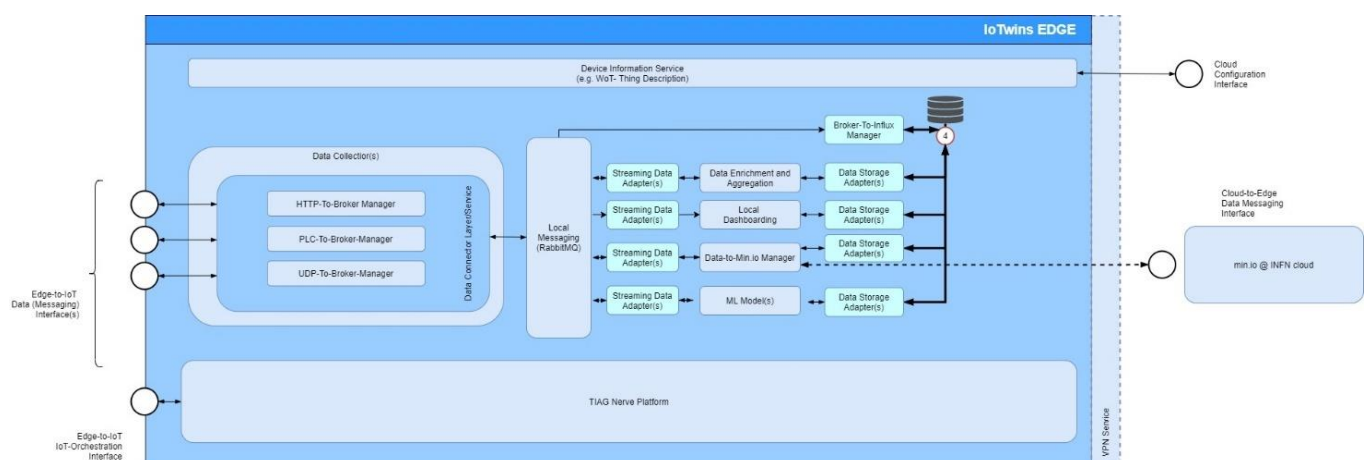 IoTwins EDGE
Device Information Service
(e.g. WoT- Thing Description)
Cloud
Configuration
Interface
Broker-To-Influx
Manager
4
Data Collectior(s)
HTTP-To-Broker Manager
PLC-To-Broker-Manager
UDP-To-Broker-Manager
Data Connector Layer/Service
Local
Messaging
(RabbitMQ)
Streaming Data
Adapter(s)
Data Enrichment and
Aggregation
Data Storage
Adapter(s)
Streaming Data
Adapter(s)
Local
Dashboarding
Data Storage
Adapter(s)
Streaming Data
Adapter(s)
Data-to-Min.io Manager
Data Storage
Adapter(s)
Streaming Data
Adapter(s)
ML Model(s)
Data Storage
Adapter(s)
Cloud-to-Edge
Data Messaging
Interface
min.io @ INFN cloud
Edge-to-IoT
Data (Messaging)
Interface(s)
TIAG Nerve Platform
Edge-to-IoT
IoT-Orchestration
Interface
VPN Service